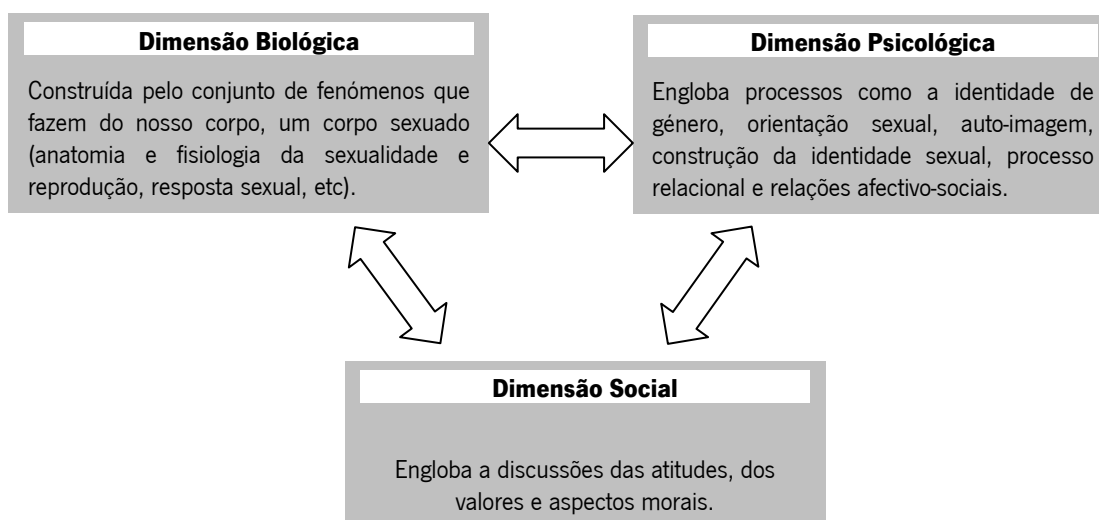 Dimensão Biológica
Construída pelo conjunto de fenómenos que
fazem do nosso corpo, um corpo sexuado
(anatomia e fisiologia da sexualidade e
reprodução, resposta sexual, etc).
Dimensão Psicológica
Engloba processos como a identidade de
género, orientação sexual, auto-imagem,
construção da identidade sexual, processo
relacional e relações afectivo-sociais.
Dimensão Social
Engloba a discussões das atitudes, dos
valores e aspectos morais.